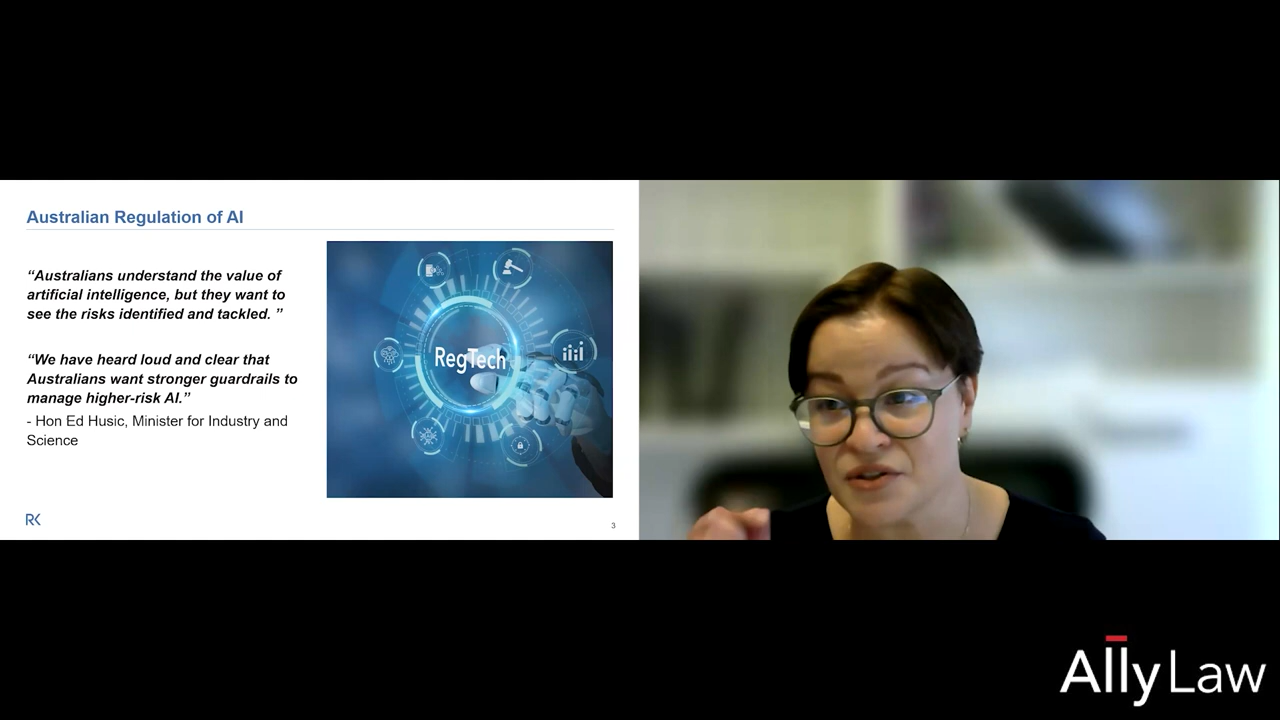 Australian Regulation of AI
“Australians understand the value of
artificial intelligence, but they want to
see the risks identified and tackled. ”
“We have heard loud and clear that
Australians want stronger guardrails to
manage higher-risk AI.”
- Hon Ed Husic, Minister for Industry and
Science
RegTech
RK
3
Ally Law